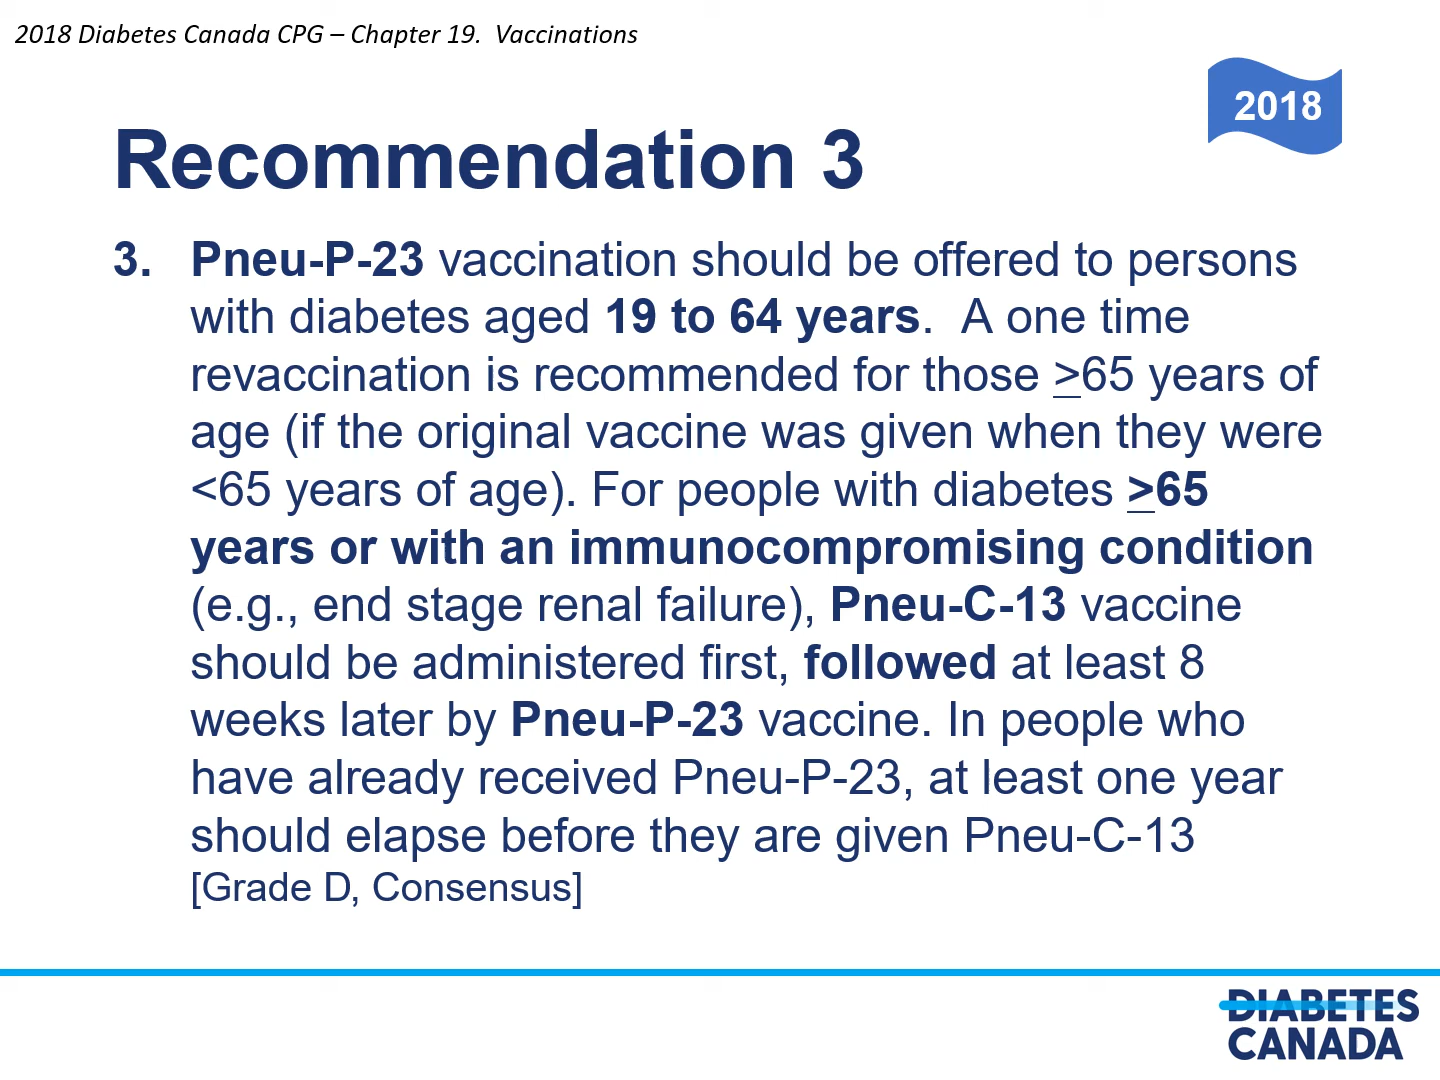 2018 Diabetes Canada CPG – Chapter 19.  Vaccinations
2018
Recommendation 3
3. Pneu-P-23 vaccination should be offered to persons
with diabetes aged 19 to 64 years.  A one time
revaccination is recommended for those >65 years of
age (if the original vaccine was given when they were
<65 years of age). For people with diabetes >65
years or with an immunocompromising condition
(e.g., end stage renal failure), Pneu-C-13 vaccine
should be administered first, followed at least 8
weeks later by Pneu-P-23 vaccine. In people who
have already received Pneu-P-23, at least one year
should elapse before they are given Pneu-C-13
[Grade D, Consensus]
DIABETES
CANADA